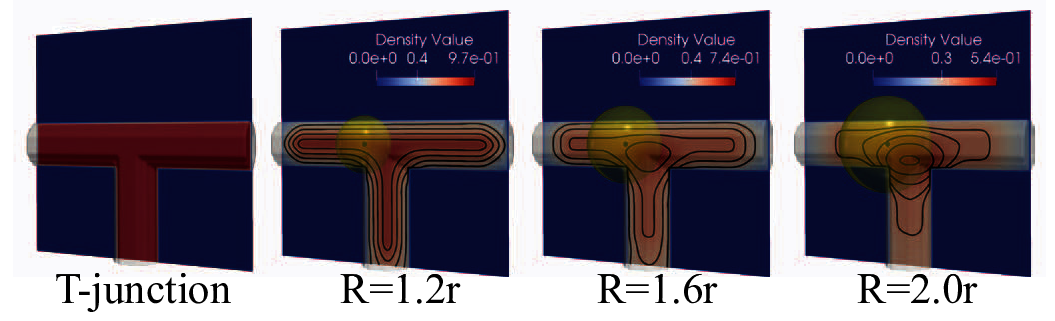 Density Value
0.0e+0 0.4 9.7e-01
Density Value
0.0e+0 0.4 7.4e-01
Density Value
0.0e+0 0.3 5.4e-01
T-junction
R=1.2r
R=1.6r
R=2.0r